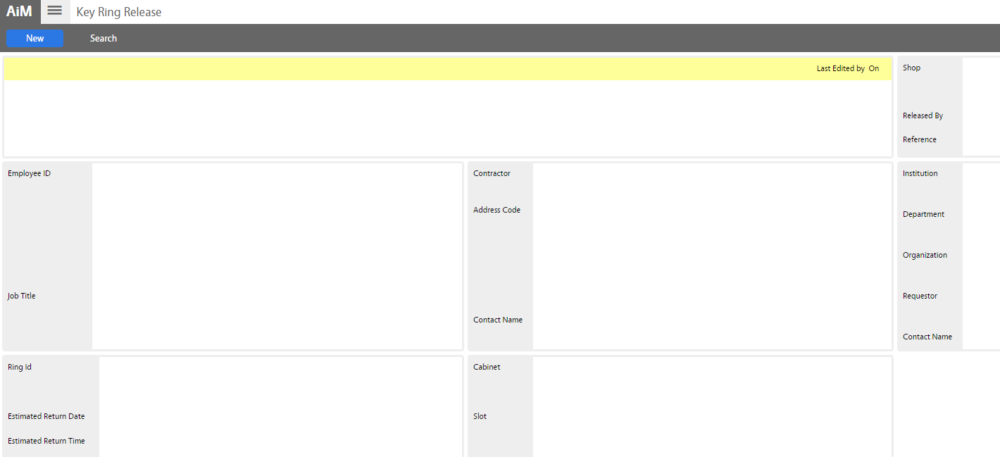 AiM Key Ring Release
New Search
Last Edited by On
Shop
Released By
Reference
Employee ID
Job Title
Contractor
Address Code
Contact Name
Institution
Department
Organization
Requestor
Contact Name
Ring Id
Estimated Return Date
Estimated Return Time
Cabinet
Slot